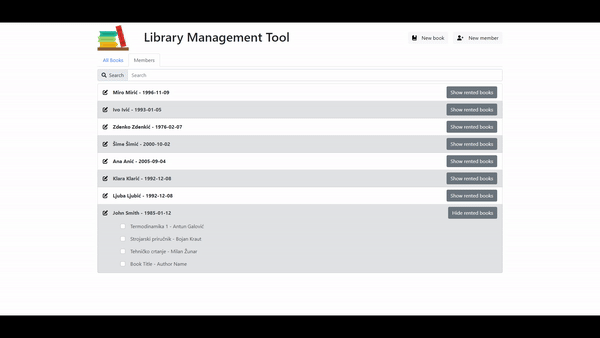 Library Management Tool
New book
New member
All Books
Members
Search
Search
Miro Mirić - 1996-11-09
Show rented books
Ivo Ivić - 1993-01-05
Show rented books
Zdenko Zdenkić - 1976-02-07
Show rented books
Šime Šimić - 2000-10-02
Show rented books
Ana Anić - 2005-09-04
Show rented books
Klara Klarić - 1992-12-08
Show rented books
Ljuba Ljubić - 1992-12-08
Show rented books
John Smith - 1985-01-12
Hide rented books
Termodinamika 1 - Antun Galović
Strojarski priručnik - Bojan Kraut
Tehničko crtanje - Milan Žunar
Book Title - Author Name